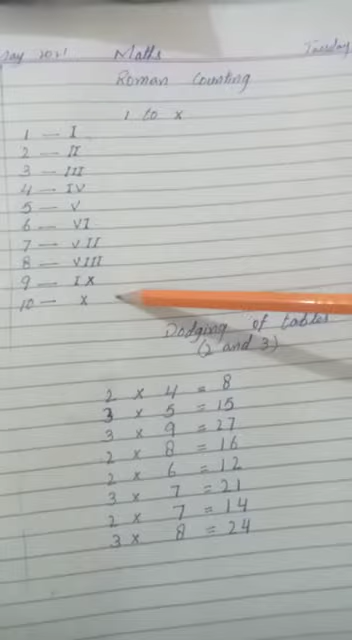 May 2021 Maths Tuesday
Roman Counting
1 to x
1 — I
2 — II
3 — III
4 — IV
5 — V
6 — VI
7 — VII
8 — VIII
9 — IX
10 — X
Dodging of tables
(2 and 3)
2 × 4 = 8
3 × 5 = 15
3 × 9 = 27
2 × 8 = 16
2 × 6 = 12
3 × 7 = 21
2 × 7 = 14
3 × 8 = 24